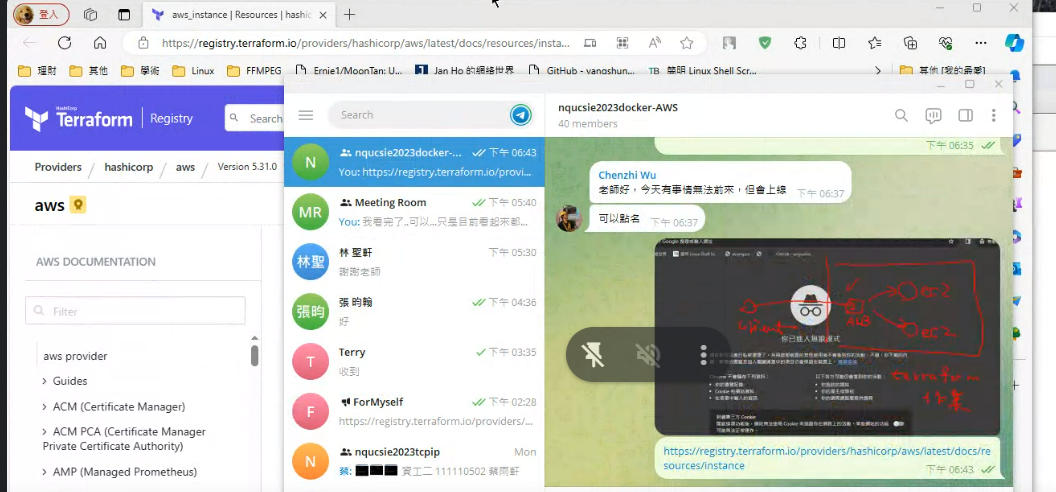 登入
aws_instance | Resources | hashic
https://registry.terraform.io/providers/hashicorp/aws/latest/docs/resources/insta...
理財
其他
學術
Linux
FFMPEG
Ernie1/MoonTan: U...
Jan Ho 的網絡世界
GitHub - yangshun...
簡明 Linux Shell Scr...
其他 [我的最愛]
HashiCorp
Terraform
Registry
Search
Providers / hashicorp / aws / Version 5.31.0
aws
AWS DOCUMENTATION
Filter
aws provider
Guides
ACM (Certificate Manager)
ACM PCA (Certificate Manager
Private Certificate Authority)
AMP (Managed Prometheus)
Search
N
nqucsie2023docker-... 下午 06:43
You: https://registry.terraform.io/provi...
MR
Meeting Room 下午 05:40
You: 我看完了..可以...只是目前看起來都...
林聖
林 聖軒 下午 05:30
謝謝老師
張昀
張 昀翰 下午 04:36
好
T
Terry 下午 03:35
收到
F
ForMyself 下午 02:28
https://registry.terraform.io/providers/...
N
nqucsie2023tcpip Mon
蔡: 資工二 111110502 蔡雨軒
nqucsie2023docker-AWS
40 members
下午 06:35
Chenzhi Wu
老師好，今天有事情無法前來，但會上線 下午 06:37
可以點名 下午 06:37
client
ALB
EC2
EC2
你已進入無痕模式
terraform
作業
https://registry.terraform.io/providers/hashicorp/aws/latest/docs/re
sources/instance
下午 06:43